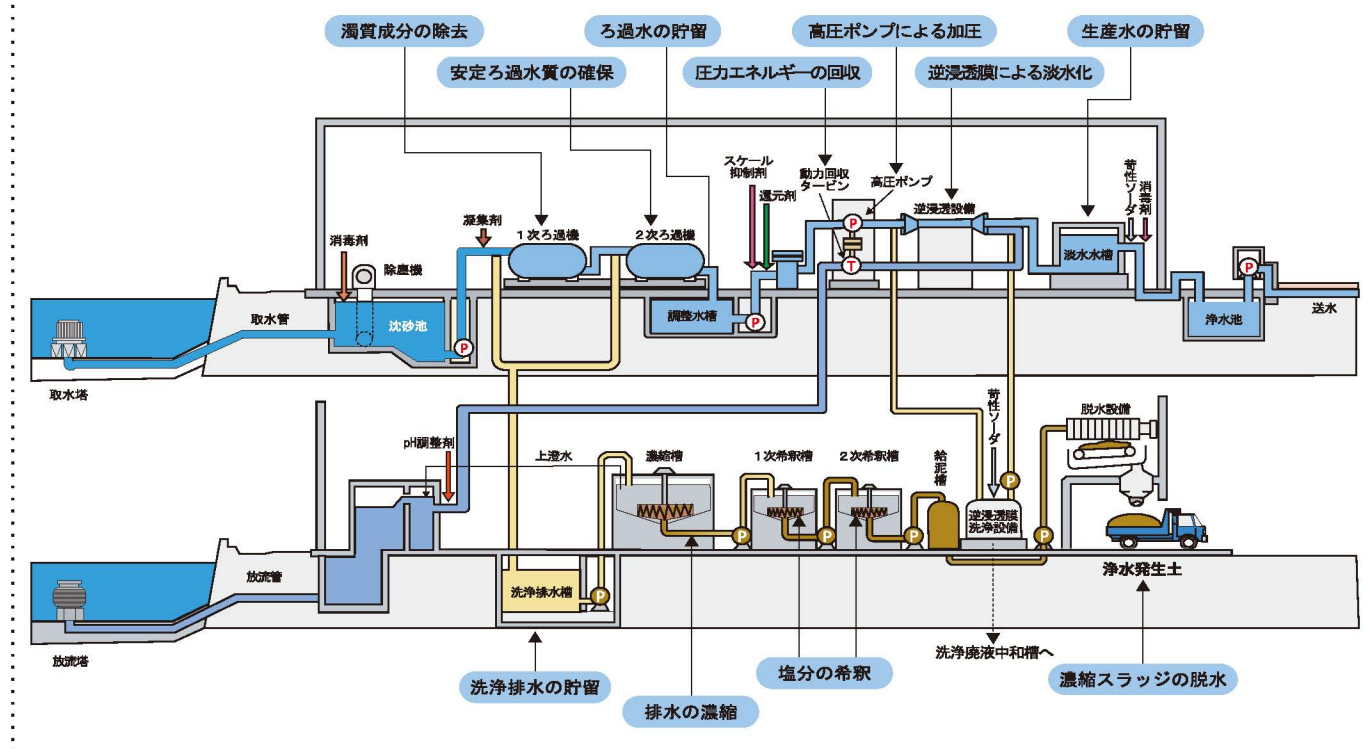 濁質成分の除去
ろ過水の貯留
高圧ポンプによる加圧
生産水の貯留
安定ろ過水質の確保
圧力エネルギーの回収
逆浸透膜による淡水化
スケール
抑制剤
還元剤
動力回収
タービン
高圧ポンプ
逆浸透設備
苛性ソーダ
消毒剤
凝集剤
1次ろ過機
2次ろ過機
消毒剤
除塵機
淡水水槽
P
P
T
取水管
沈砂池
P
調整水槽
P
浄水池
送水
取水塔
pH調整剤
上澄水
濃縮槽
1次希釈槽
2次希釈槽
給泥槽
苛性ソーダ
脱水設備
P
逆浸透膜
洗浄設備
P
P
P
P
放流管
洗浄排水槽
P
浄水発生土
放流塔
洗浄廃液中和槽へ
洗浄排水の貯留
排水の濃縮
塩分の希釈
濃縮スラッジの脱水